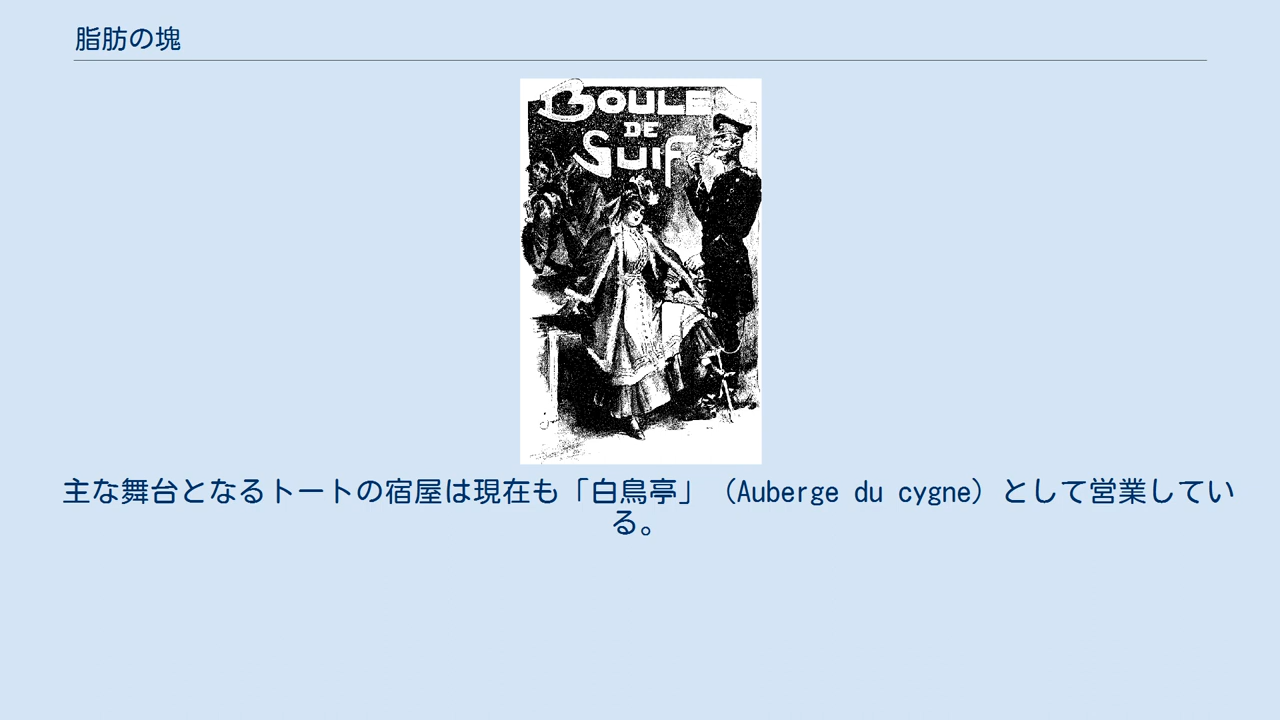 脂肪の塊
BOULE
DE
SUIF
主な舞台となるトートの宿屋は現在も「白鳥亭」（Auberge du cygne）として営業してい
る。